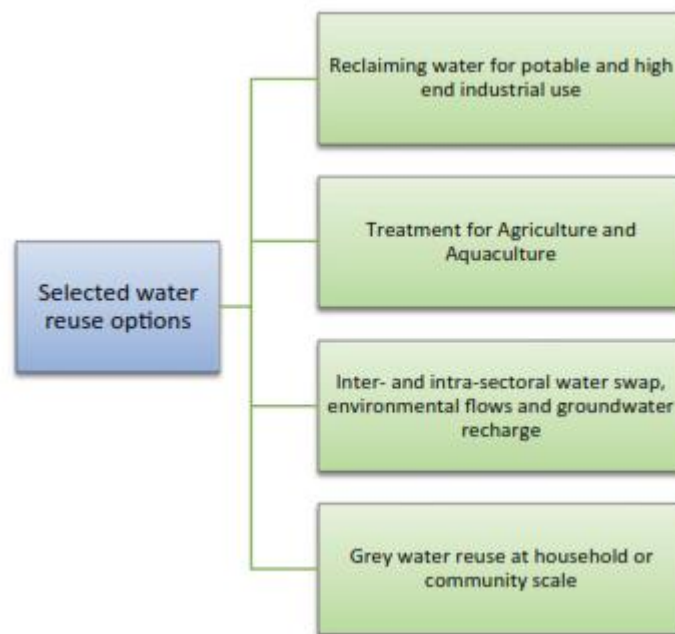 Reclaiming water for potable and high
end industrial use
Treatment for Agriculture and
Aquaculture
Selected water
reuse options
Inter- and intra-sectoral water swap,
environmental flows and groundwater
recharge
Grey water reuse at household or
community scale